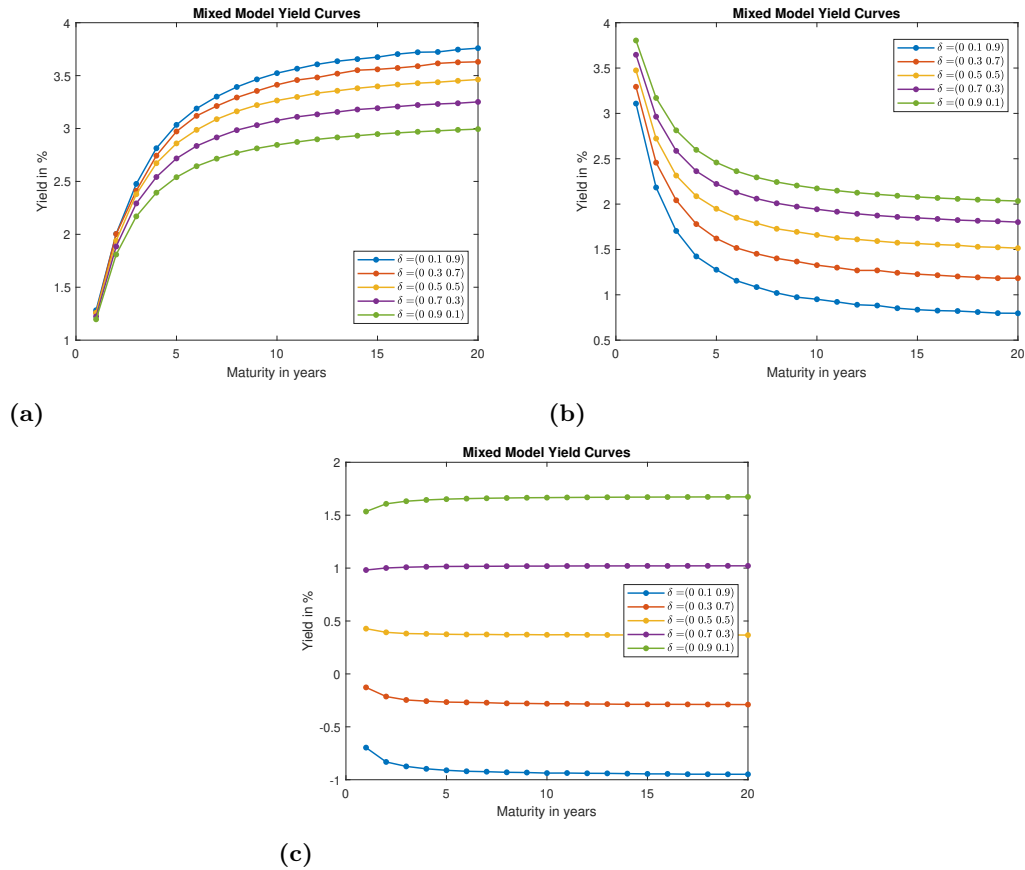 Mixed Model Yield Curves
4
3.5
3
2.5
2
1.5
1
Yield in %
0 5 10 15 20
Maturity in years
δ =(0 0.1 0.9)
δ =(0 0.3 0.7)
δ =(0 0.5 0.5)
δ =(0 0.7 0.3)
δ =(0 0.9 0.1)
(a)
Mixed Model Yield Curves
4
3.5
3
2.5
2
1.5
1
0.5
Yield in %
0 5 10 15 20
Maturity in years
δ =(0 0.1 0.9)
δ =(0 0.3 0.7)
δ =(0 0.5 0.5)
δ =(0 0.7 0.3)
δ =(0 0.9 0.1)
(b)
Mixed Model Yield Curves
2
1.5
1
0.5
0
-0.5
-1
Yield in %
0 5 10 15 20
Maturity in years
δ =(0 0.1 0.9)
δ =(0 0.3 0.7)
δ =(0 0.5 0.5)
δ =(0 0.7 0.3)
δ =(0 0.9 0.1)
(c)